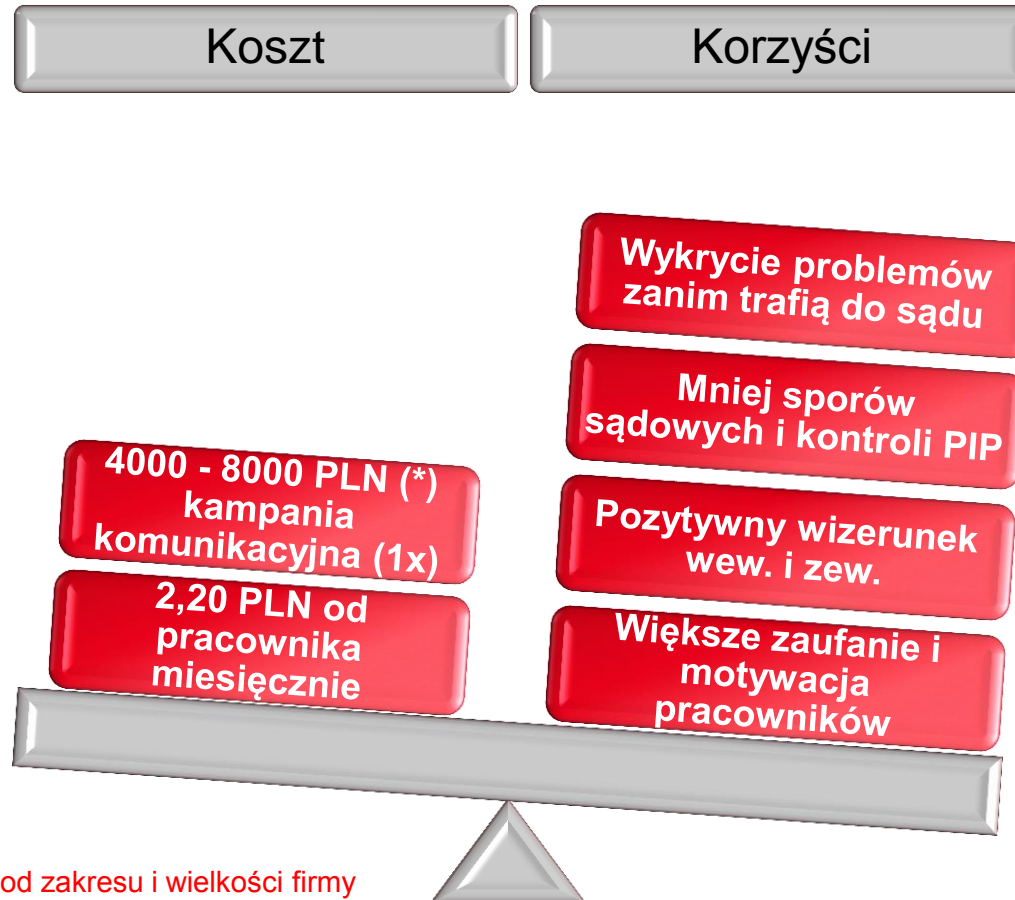 Koszt
Korzyści
4000 - 8000 PLN (*)
kampania
komunikacyjna (1x)
2,20 PLN od
pracownika
miesięcznie
Wykrycie problemów
zanim trafią do sądu
Mniej sporów
sądowych i kontroli PIP
Pozytywny wizerunek
wew. i zew.
Większe zaufanie i
motywacja
pracowników
od zakresu i wielkości firmy